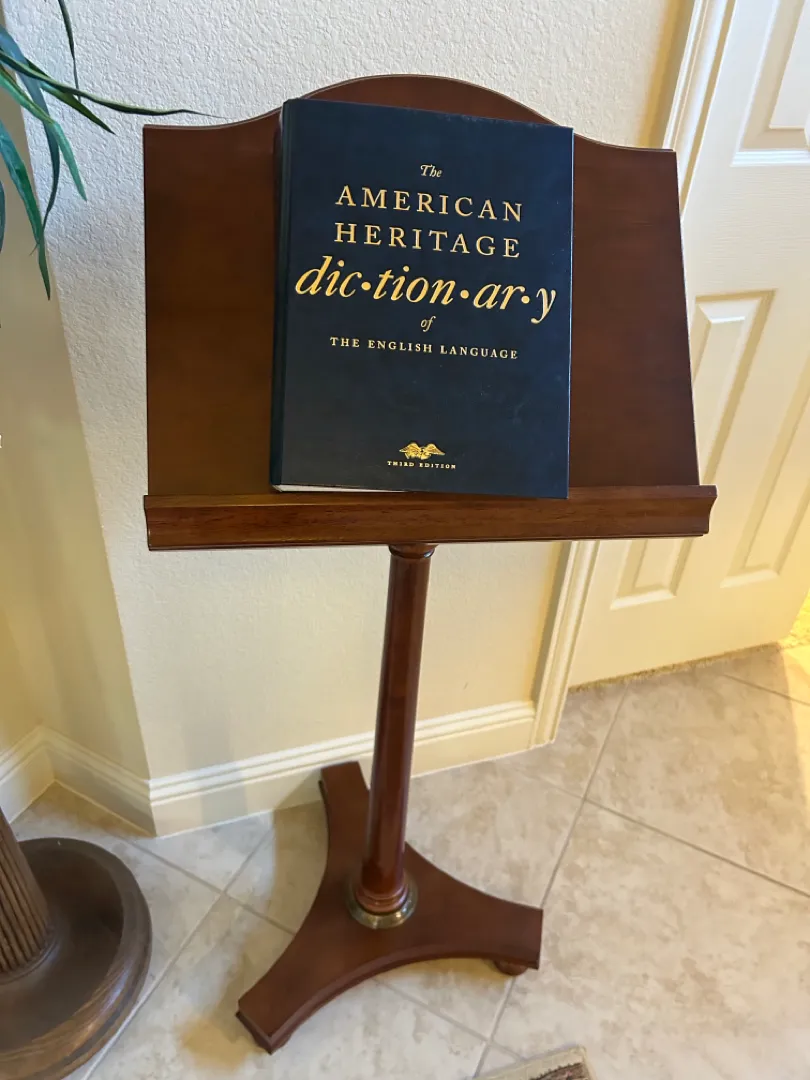 The
AMERICAN
HERITAGE
dic•tion•ar•y
of
THE ENGLISH LANGUAGE
THIRD EDITION